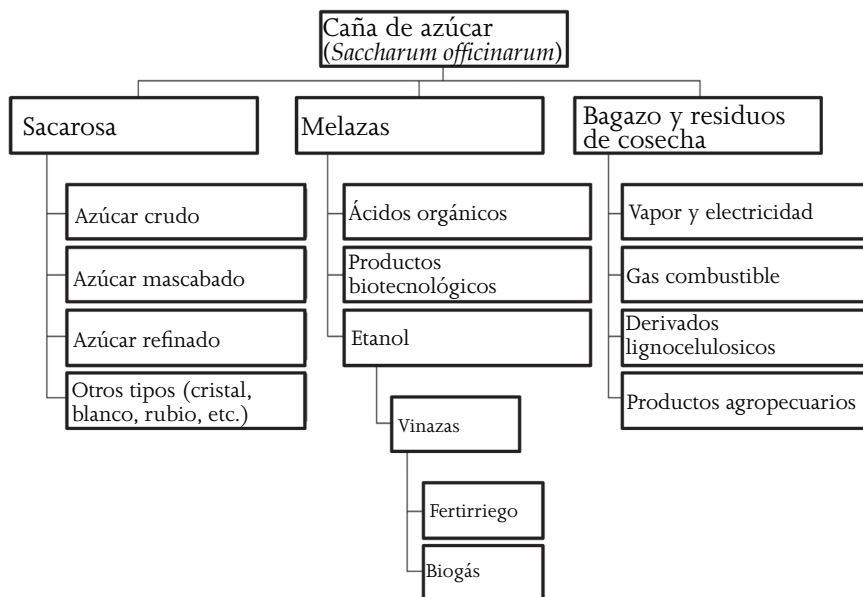 Caña de azúcar
(Saccharum officinarum)
Sacarosa
Azúcar crudo
Azúcar mascabado
Azúcar refinado
Otros tipos (cristal,
blanco, rubio, etc.)
Melazas
Ácidos orgánicos
Productos
biotecnológicos
Etanol
Vinazas
Fertirriego
Biogás
Bagazo y residuos
de cosecha
Vapor y electricidad
Gas combustible
Derivados
lignocelulosicos
Productos agropecuarios